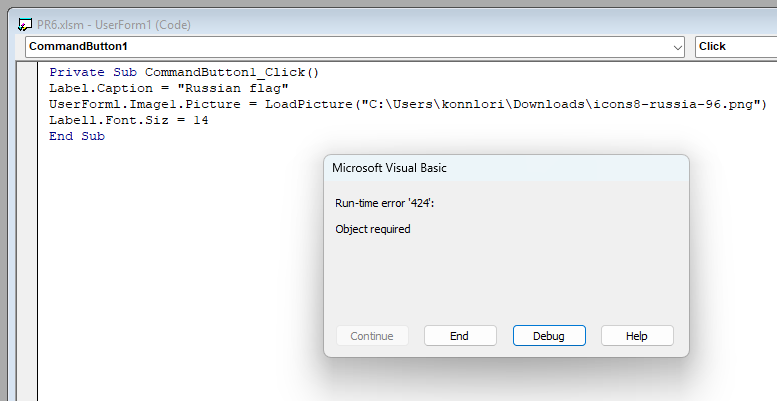 PR6.xlsm - UserForm1 (Code)
CommandButton1
Click
Private Sub CommandButton1_Click()
Label.Caption = "Russian flag"
UserForm1.Image1.Picture = LoadPicture("C:\Users\konnlori\Downloads\icons8-russia-96.png")
Label1.Font.Siz = 14
End Sub
Microsoft Visual Basic
Run-time error '424':
Object required
Continue End Debug Help